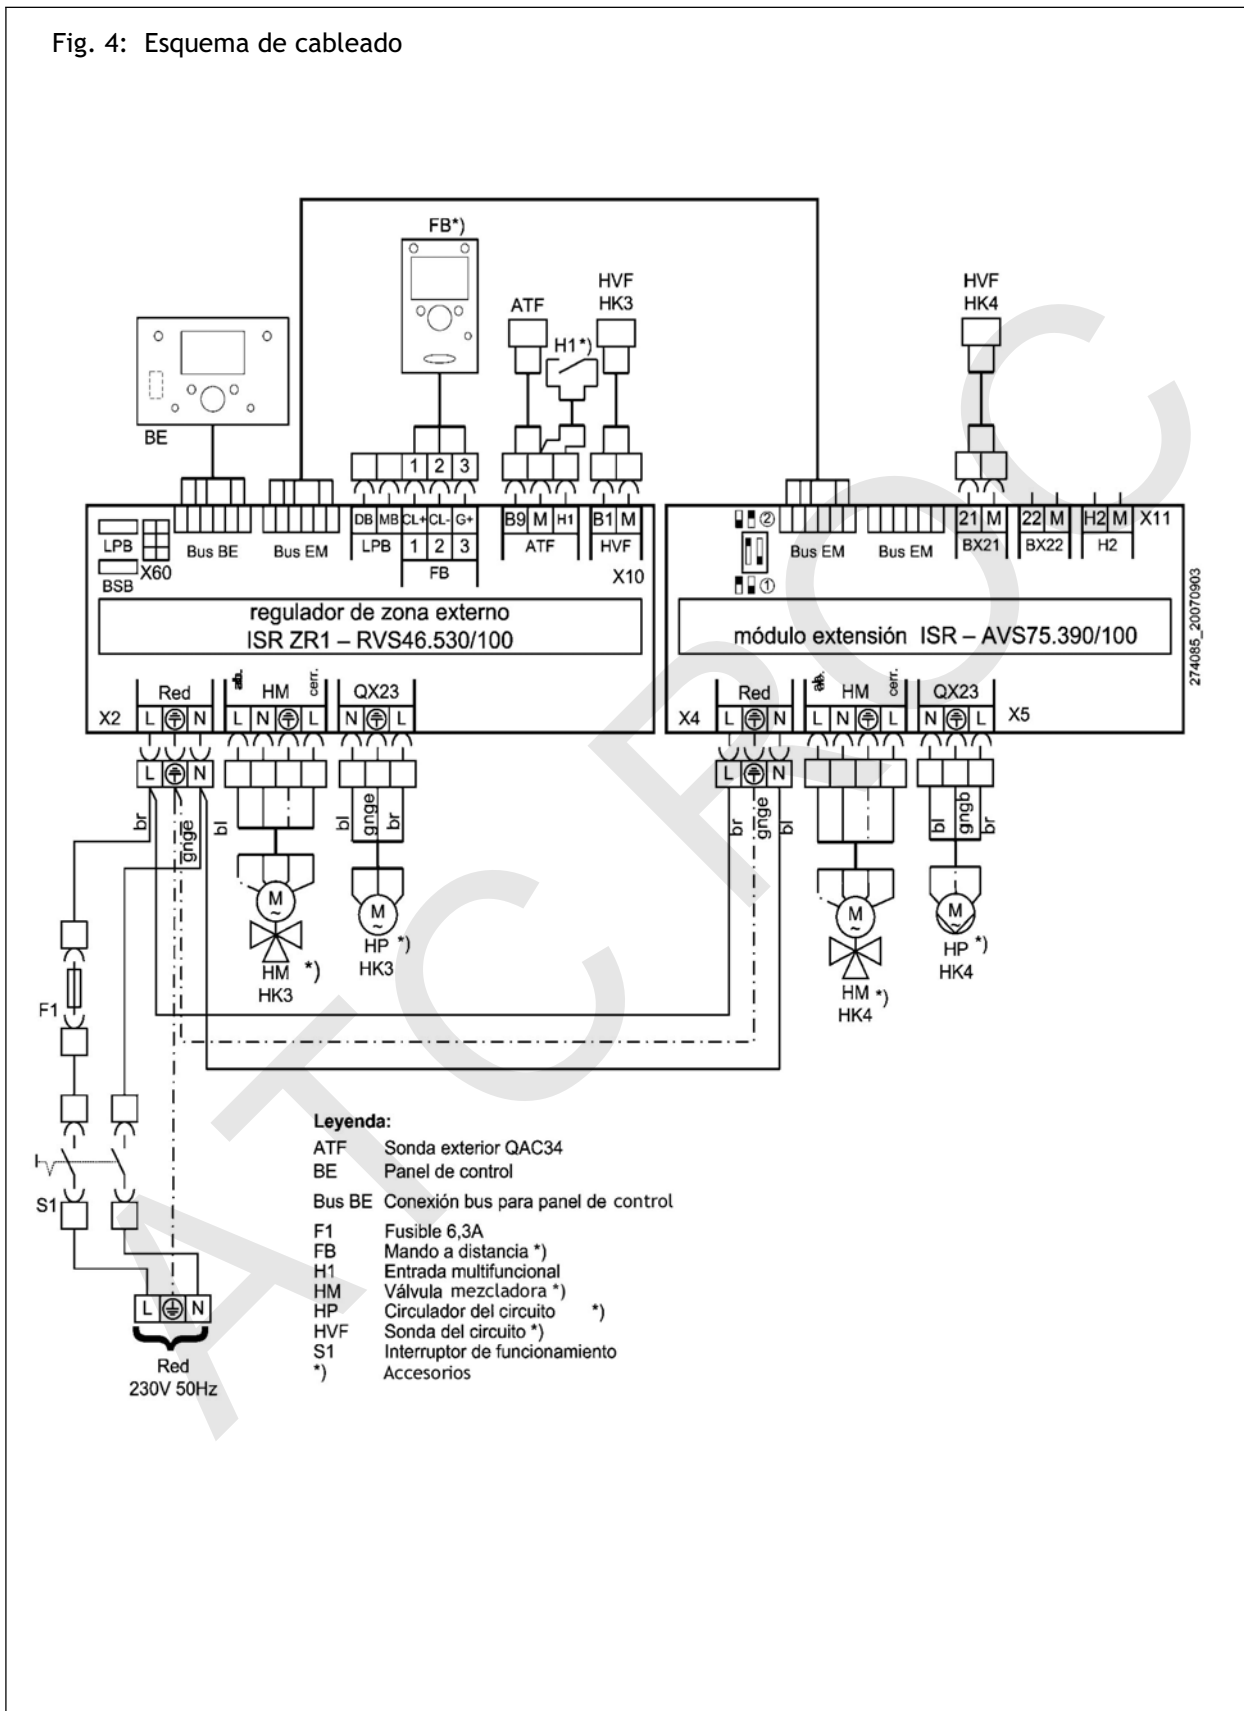 Fig. 4: Esquema de cableado
FB*)
HVF
HK3
HVF
HK4
ATF
H1*)
BE
1 2 3
DB MB CL+ CL- G+
B9 M H1
B1 M
21 M
22 M
H2 M
X11
LPB
X60
BSB
Bus BE
Bus EM
LPB
1 2 3
FB
ATF
HVF
X10
②
①
Bus EM
Bus EM
BX21
BX22
H2
regulador de zona externo
ISR ZR1 – RVS46.530/100
módulo extensión ISR – AVS75.390/100
274085_20070903
Red
HM
cerr.
QX23
X2
L N
L N L
N L
Red
HM
cerr.
QX23
X4
L N
L N L
N L
X5
L N
L N
br
gnge
bl
bl
gnge
br
br
gnge
bl
bl
gngb
br
M
~
HM *)
HK3
M
~
HP *)
HK3
M
~
HM *)
HK4
M
~
HP *)
HK4
F1
S1
L N
Red
230V 50Hz
Leyenda:
ATF Sonda exterior QAC34
BE Panel de control
Bus BE Conexión bus para panel de control
F1 Fusible 6,3A
FB Mando a distancia *)
H1 Entrada multifuncional
HM Válvula mezcladora *)
HP Circulador del circuito *)
HVF Sonda del circuito *)
S1 Interruptor de funcionamiento
*) Accesorios
ATC ROC